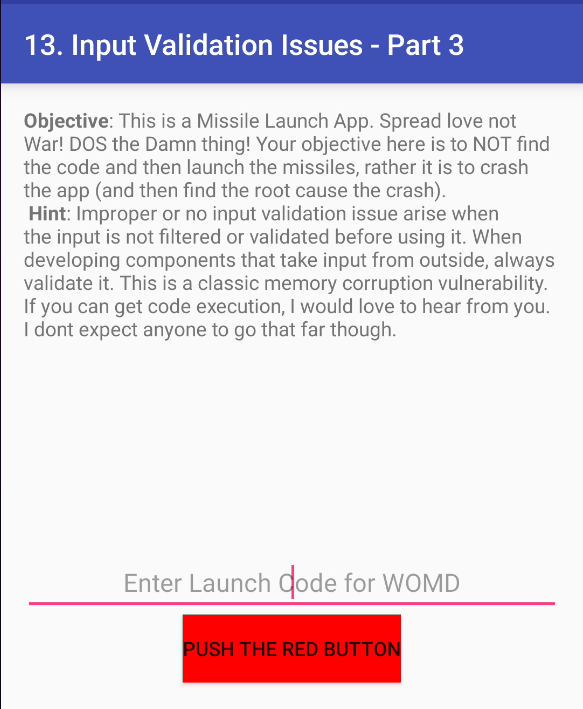 13. Input Validation Issues - Part 3
Objective: This is a Missile Launch App. Spread love not
War! DOS the Damn thing! Your objective here is to NOT find
the code and then launch the missiles, rather it is to crash
the app (and then find the root cause the crash).
Hint: Improper or no input validation issue arise when
the input is not filtered or validated before using it. When
developing components that take input from outside, always
validate it. This is a classic memory corruption vulnerability.
If you can get code execution, I would love to hear from you.
I dont expect anyone to go that far though.
Enter Launch Code for WOMD
PUSH THE RED BUTTON